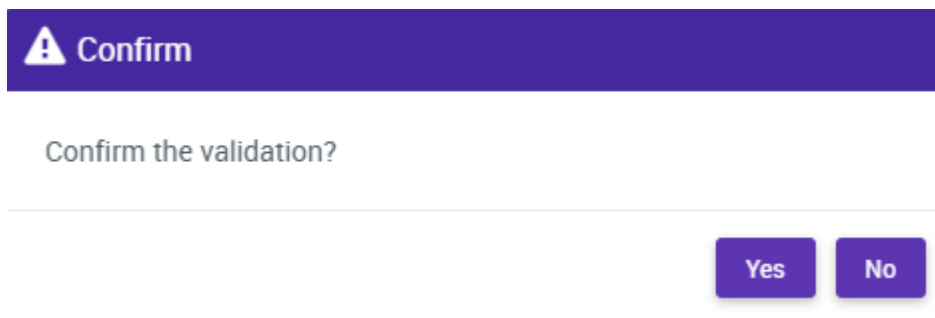 Confirm
Confirm the validation?
Yes No